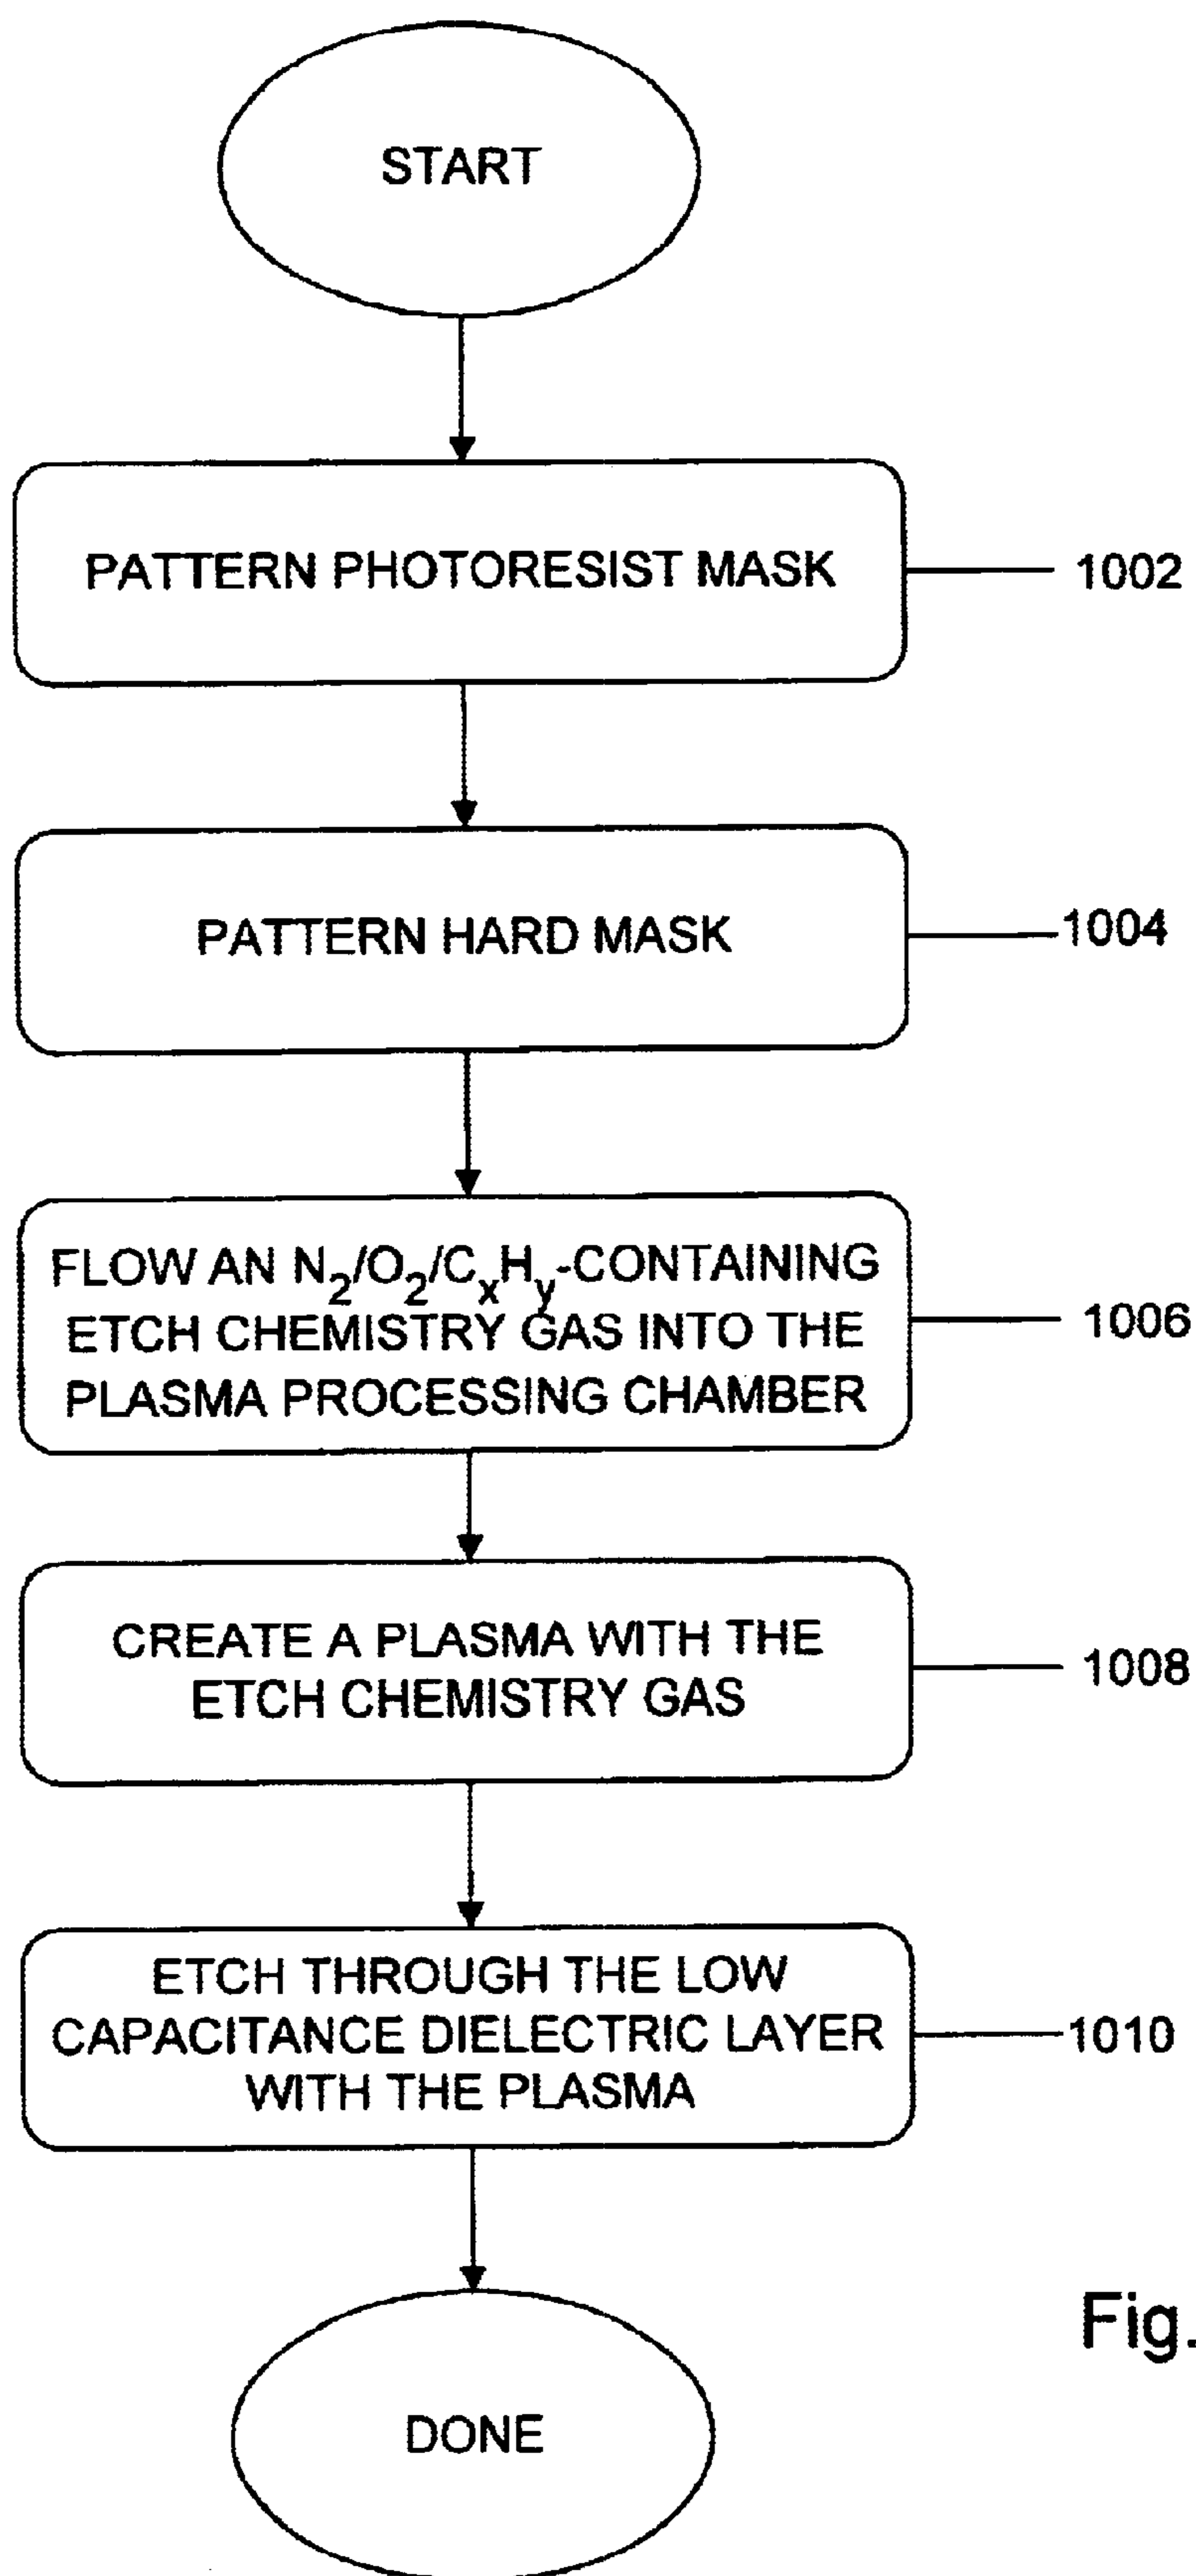 START
PATTERN PHOTORESIST MASK
1002
PATTERN HARD MASK
1004
FLOW AN N₂/O₂/CₓHᵧ-CONTAINING
ETCH CHEMISTRY GAS INTO THE
PLASMA PROCESSING CHAMBER
1006
CREATE A PLASMA WITH THE
ETCH CHEMISTRY GAS
1008
ETCH THROUGH THE LOW
CAPACITANCE DIELECTRIC LAYER
WITH THE PLASMA
1010
Fig.
DONE